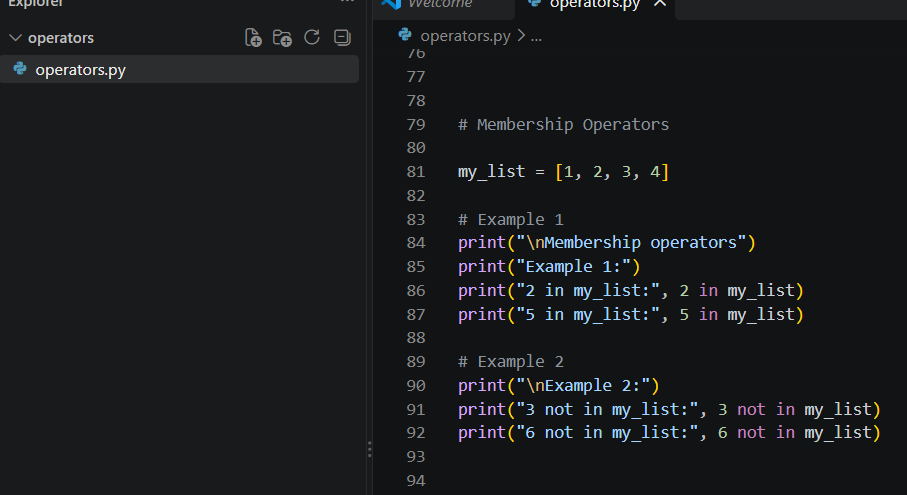 Explorer
operators
operators.py
Welcome
operators.py
operators.py > ...
76
77
78
79 # Membership Operators
80
81 my_list = [1, 2, 3, 4]
82
83 # Example 1
84 print("\nMembership operators")
85 print("Example 1:")
86 print("2 in my_list:", 2 in my_list)
87 print("5 in my_list:", 5 in my_list)
88
89 # Example 2
90 print("\nExample 2:")
91 print("3 not in my_list:", 3 not in my_list)
92 print("6 not in my_list:", 6 not in my_list)
93
94